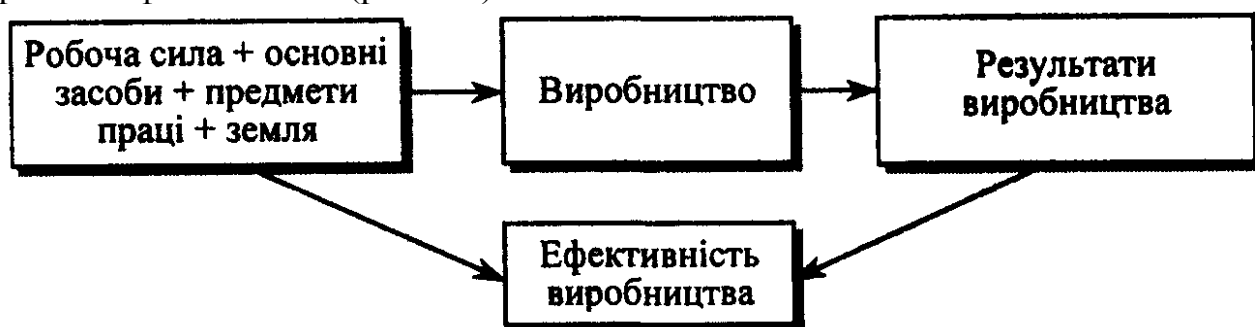 Робоча сила + основні
засоби + предмети
праці + земля
Виробництво
Результати
виробництва
Ефективність
виробництва